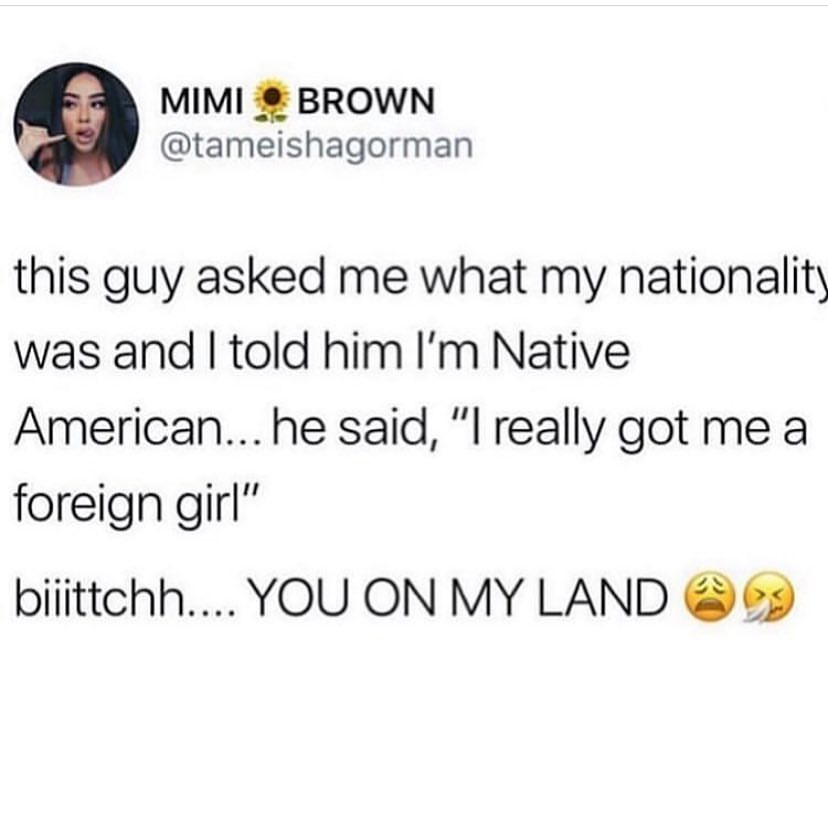 MIMI 🌻 BROWN
@tameishagorman
this guy asked me what my nationality
was and I told him I'm Native
American... he said, "I really got me a
foreign girl"
biiittchh.... YOU ON MY LAND 😩🤧